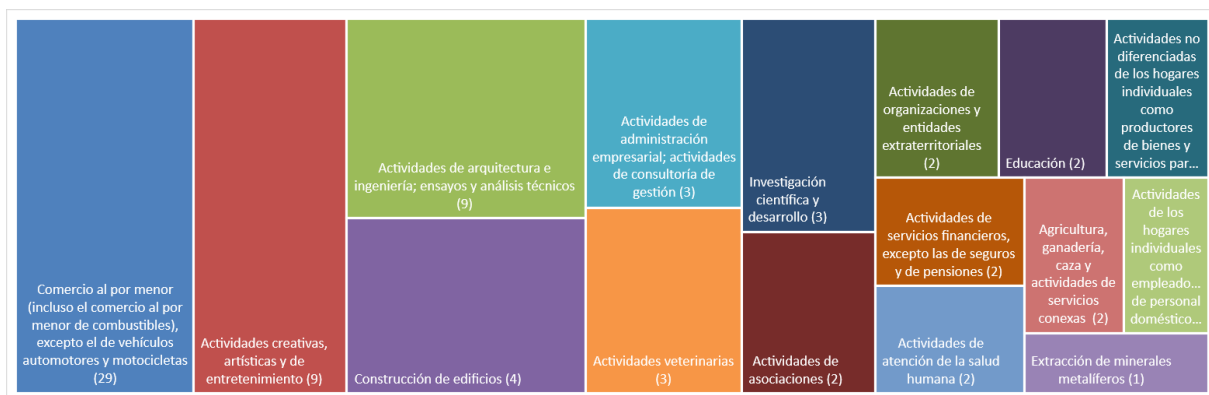 Comercio al por menor
(incluso el comercio al por
menor de combustibles),
excepto el de vehículos
automotores y motocicletas
(29)
Actividades creativas,
artísticas y de
entretenimiento (9)
Actividades de arquitectura e
ingeniería; ensayos y análisis técnicos
(9)
Construcción de edificios (4)
Actividades de
administración
empresarial; actividades
de consultoría de
gestión (3)
Actividades veterinarias
(3)
Investigación
científica y
desarrollo (3)
Actividades de
asociaciones (2)
Actividades de
organizaciones y
entidades
extraterritoriales
(2)
Educación (2)
Actividades no
diferenciadas
de los hogares
individuales
como
productores
de bienes y
servicios par...
Actividades de
servicios financieros,
excepto las de seguros
y de pensiones (2)
Agricultura,
ganadería,
caza y
actividades de
servicios
conexas (2)
Actividades
de los
hogares
individuales
como
empleado...
de personal
doméstico...
Actividades de
atención de la salud
humana (2)
Extracción de minerales
metalíferos (1)